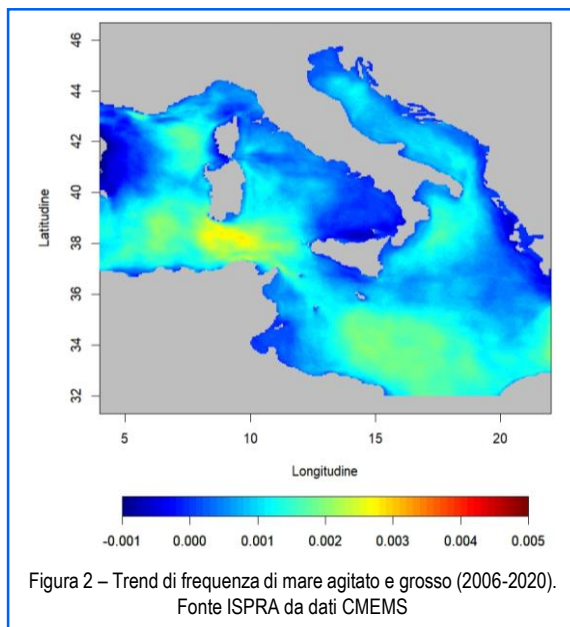 46
44
42
40
38
36
34
32
Latitudine
5 10 15 20
Longitudine
-0.001 0.000 0.001 0.002 0.003 0.004 0.005
Figura 2 – Trend di frequenza di mare agitato e grosso (2006-2020).
Fonte ISPRA da dati CMEMS